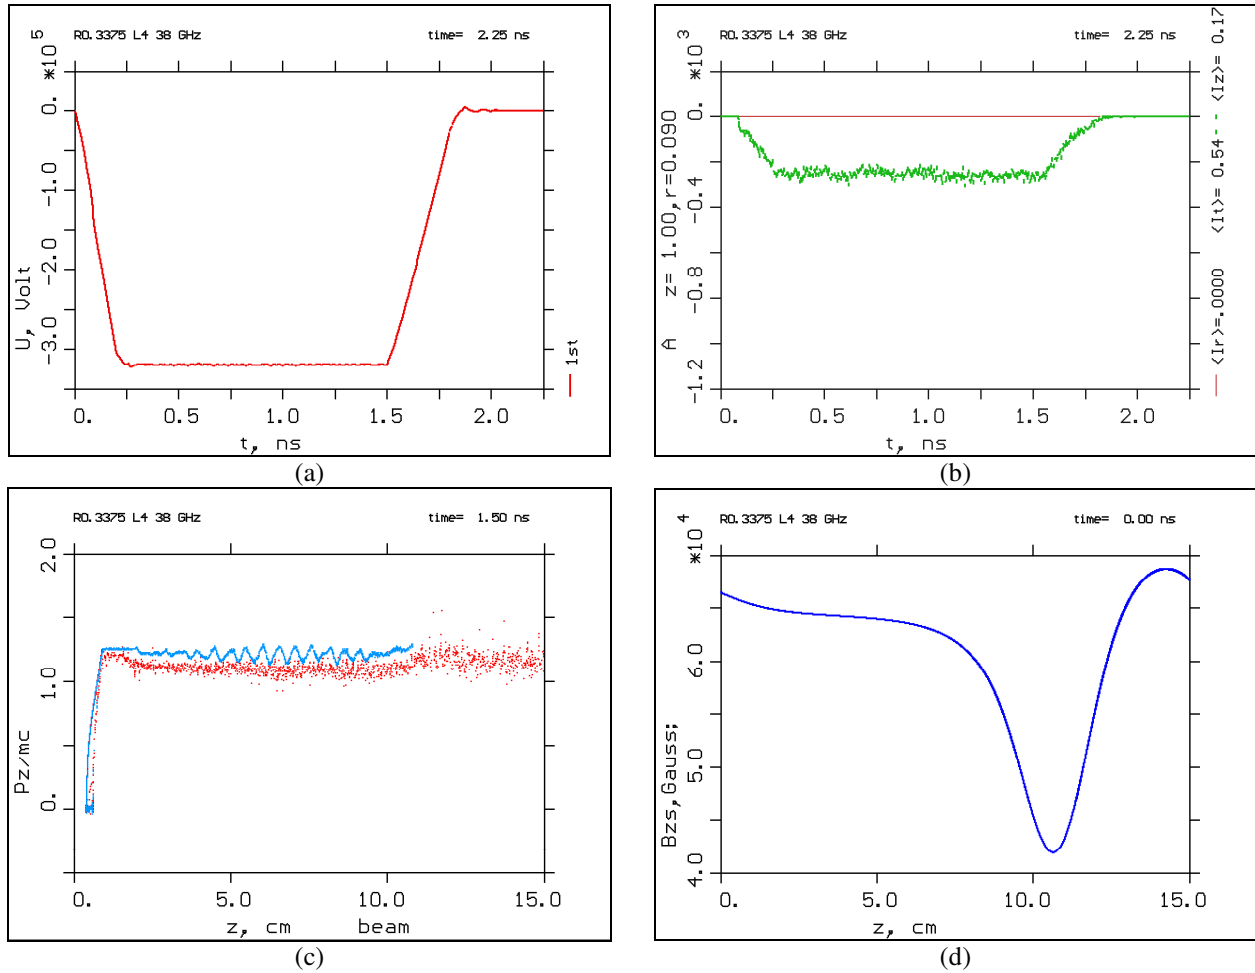 R0.3375 L4 38 GHz time= 2.25 ns
*10 5
0.
-1.0
-2.0
-3.0
U, Volt
0. 0.5 1.0 1.5 2.0
t, ns
1st
(a)
R0.3375 L4 38 GHz time= 2.25 ns
*10 3
0.
-0.4
-0.8
-1.2
A z= 1.00,r=0.090
0. 0.5 1.0 1.5 2.0
t, ns
<Ir>=.0000 <It>= 0.54 <Iz>= 0.17
(b)
R0.3375 L4 38 GHz time= 1.50 ns
2.0
1.0
0.
Pz/mc
0. 5.0 10.0 15.0
z, cm beam
(c)
R0.3375 L4 38 GHz time= 0.00 ns
*10 4
6.0
5.0
4.0
Bzs,Gauss;
0. 5.0 10.0 15.0
z, cm
(d)